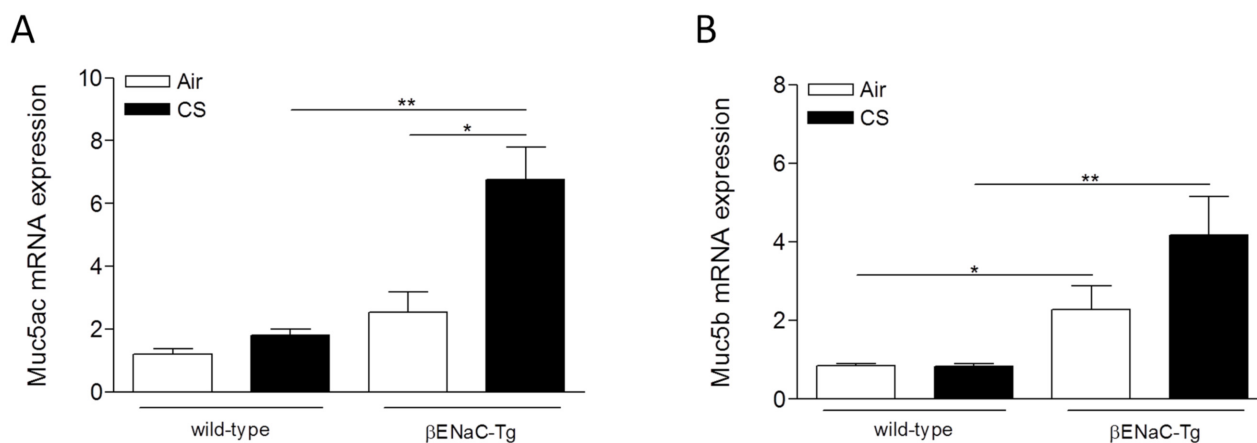 A
Muc5ac mRNA expression
10
8
6
4
2
0
Air
CS
**
*
wild-type
βENaC-Tg
B
Muc5b mRNA expression
8
6
4
2
0
Air
CS
**
*
wild-type
βENaC-Tg